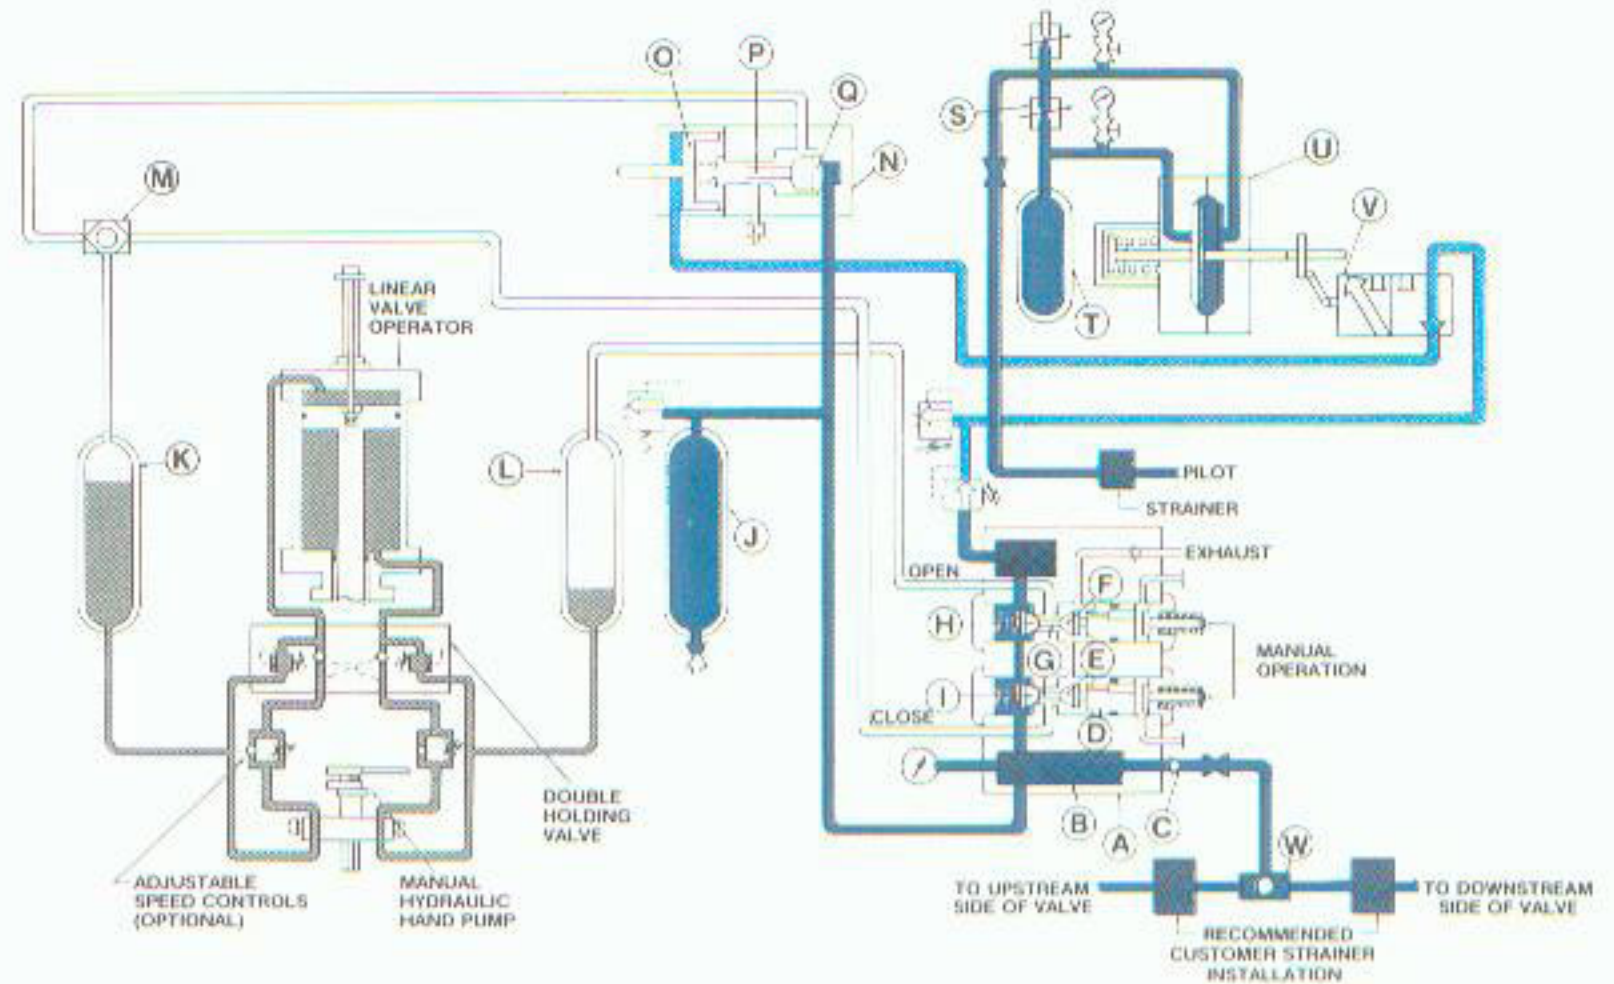 O
P
Q
N
M
S
U
V
T
LINEAR
VALVE
OPERATOR
K
L
J
PILOT
STRAINER
EXHAUST
OPEN
F
H
G
E
MANUAL
OPERATION
I
CLOSE
D
B
A
C
W
DOUBLE
HOLDING
VALVE
ADJUSTABLE
SPEED CONTROLS
(OPTIONAL)
MANUAL
HYDRAULIC
HAND PUMP
TO UPSTREAM
SIDE OF VALVE
TO DOWNSTREAM
SIDE OF VALVE
RECOMMENDED
CUSTOMER STRAINER
INSTALLATION